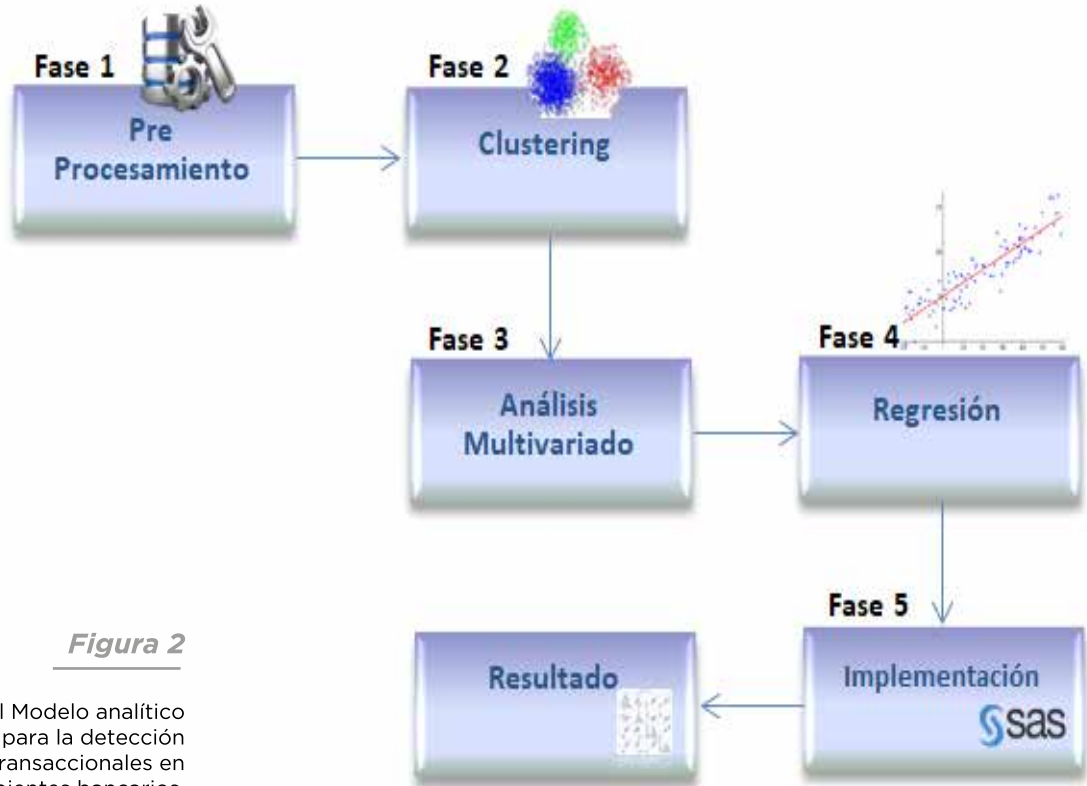 Fase 1
Pre
Procesamiento
Fase 2
Clustering
Fase 3
Análisis
Multivariado
Fase 4
Regresión
Fase 5
Implementación
sas
Resultado
Figura 2
l Modelo analítico
para la detección
ransaccionales en
bancarios